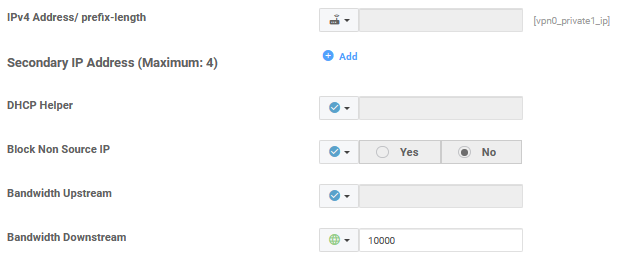 IPv4 Address/ prefix-length
[vpn0_private1_ip]
Secondary IP Address (Maximum: 4)
Add
DHCP Helper
Block Non Source IP
Yes No
Bandwidth Upstream
Bandwidth Downstream
10000